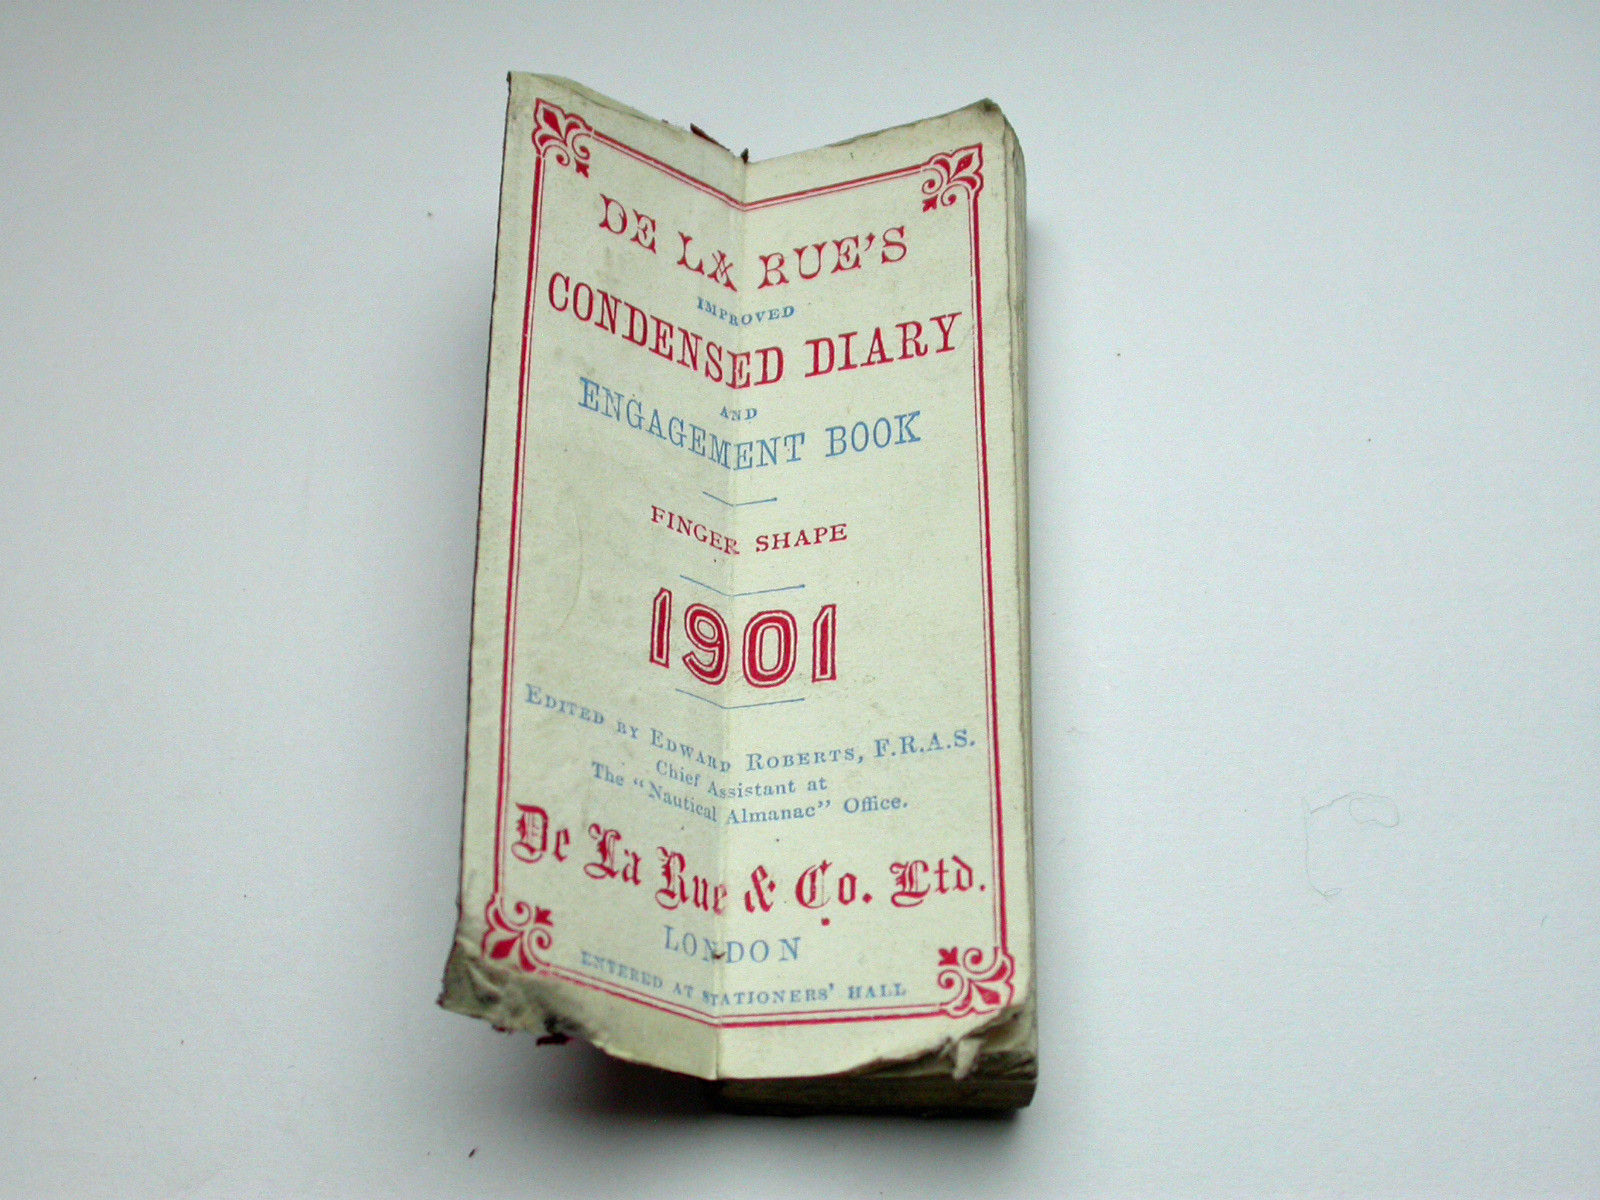 DE LA RUE'S
IMPROVED
CONDENSED DIARY
AND
ENGAGEMENT BOOK
FINGER SHAPE
1901
EDITED BY EDWARD ROBERTS, F.R.A.S.
Chief Assistant at
The "Nautical Almanac" Office.
De La Rue & Co. Ltd.
LONDON
ENTERED AT STATIONERS' HALL